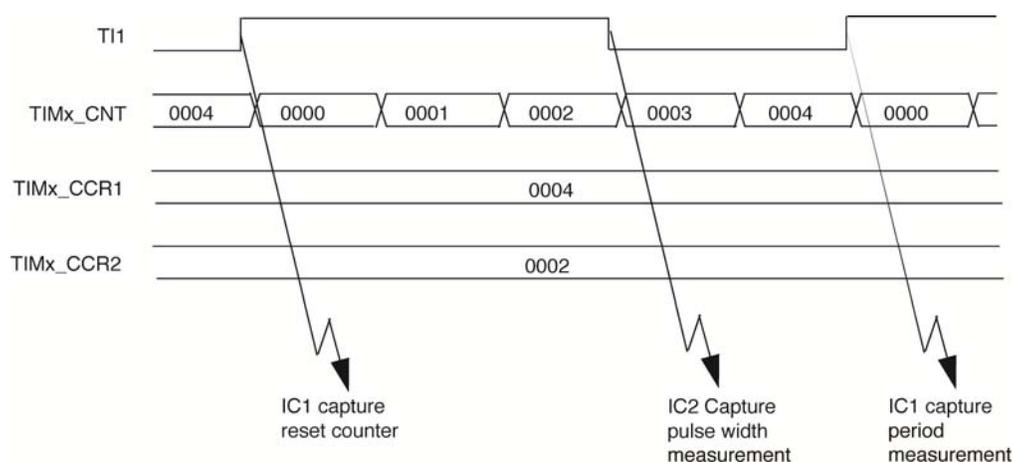 TI1
TIMx_CNT
0004
0000
0001
0002
0003
0004
0000
TIMx_CCR1
0004
TIMx_CCR2
0002
IC1 capture
reset counter
IC2 Capture
pulse width
measurement
IC1 capture
period
measurement